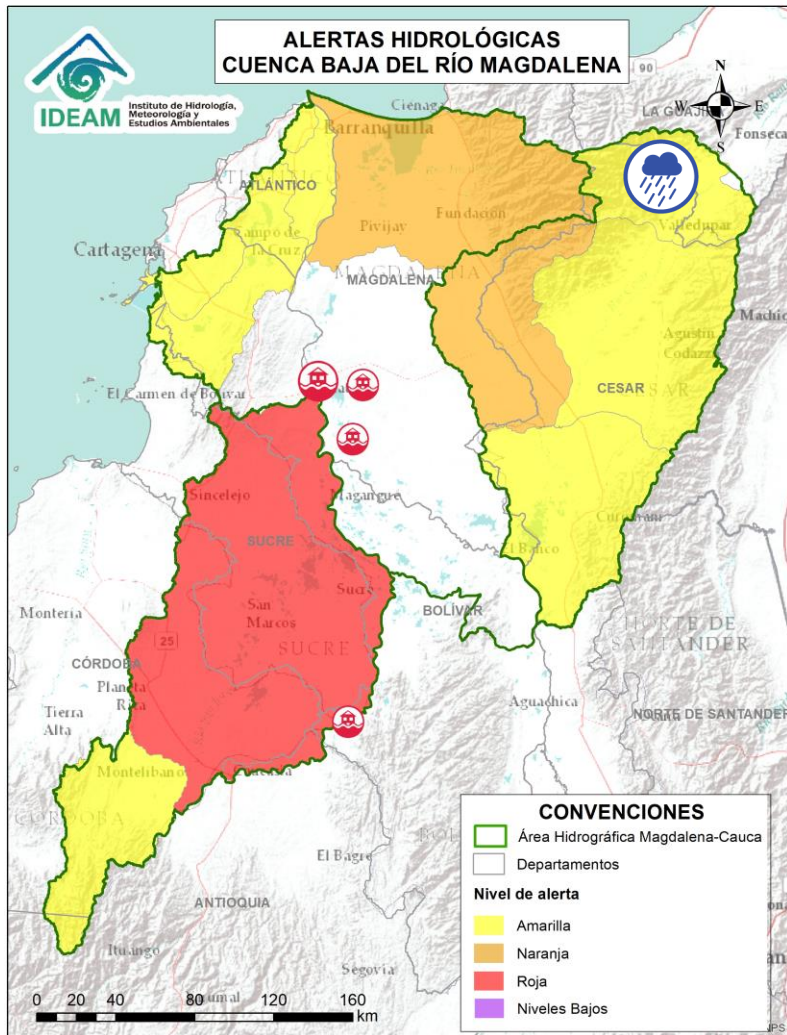 ALERTAS HIDROLÓGICAS
CUENCA BAJA DEL RÍO MAGDALENA
IDEAM
Instituto de Hidrología,
Meteorología y
Estudios Ambientales
N
W
E
S
90
LA GUAJIRA
Fonseca
Ciénaga
Barranquilla
ATLÁNTICO
Pivijay
Fundación
Valledupar
Campo de
la Cruz
Cartagena
MAGDALENA
MAGDALENA
Agustín
Codazzi
CESAR
El Carmen de Bolívar
Sincelejo
Magangué
SUCRE
Sucre
San
Marcos
SUCRE
El Banco
BOLÍVAR
Montería
25
CÓRDOBA
Planeta
Rica
Tierra
Alta
NORTE DE
SANTANDER
Aguachica
NORTE DE SANTANDER
Montelíbano
CÓRDOBA
El Bagre
ANTIOQUIA
Ituango
Segovia
0 20 40 80 120 160
km
CONVENCIONES
Área Hidrográfica Magdalena-Cauca
Departamentos
Nivel de alerta
Amarilla
Naranja
Roja
Niveles Bajos